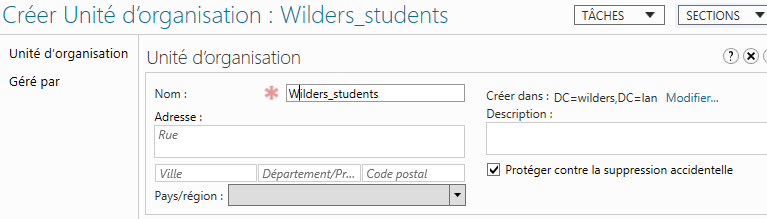 Créer Unité d'organisation : Wilders_students
TÂCHES
SECTIONS
Unité d'organisation
Géré par
Unité d'organisation
?
Nom :
Wilders_students
Adresse :
Rue
Ville
Département/Pr...
Code postal
Pays/région :
Créer dans : DC=wilders,DC=lan Modifier...
Description :
Protéger contre la suppression accidentelle